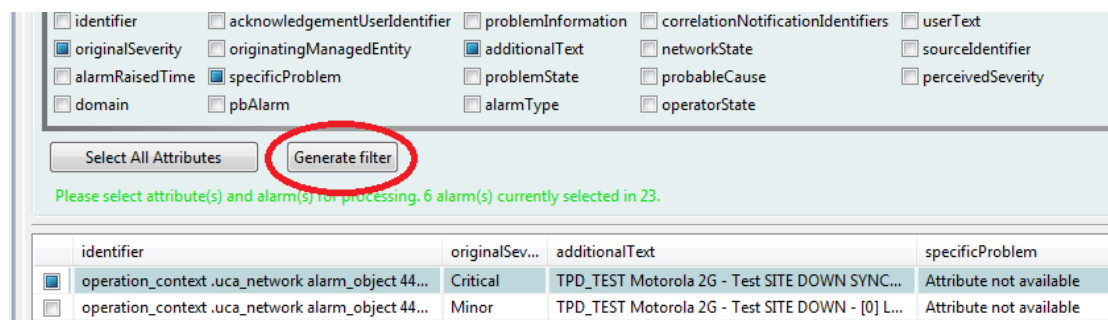 identifier acknowledgementUserIdentifier problemInformation correlationNotificationIdentifiers userText
originalSeverity originatingManagedEntity additionalText networkState sourceIdentifier
alarmRaisedTime specificProblem problemState probableCause perceivedSeverity
domain pbAlarm alarmType operatorState
Select All Attributes Generate filter
Please select attribute(s) and alarm(s) for processing. 6 alarm(s) currently selected in 23.
identifier originalSev... additionalText specificProblem
operation_context .uca_network alarm_object 44... Critical TPD_TEST Motorola 2G - Test SITE DOWN SYNC... Attribute not available
operation_context .uca_network alarm_object 44... Minor TPD_TEST Motorola 2G - Test SITE DOWN - [0] L... Attribute not available